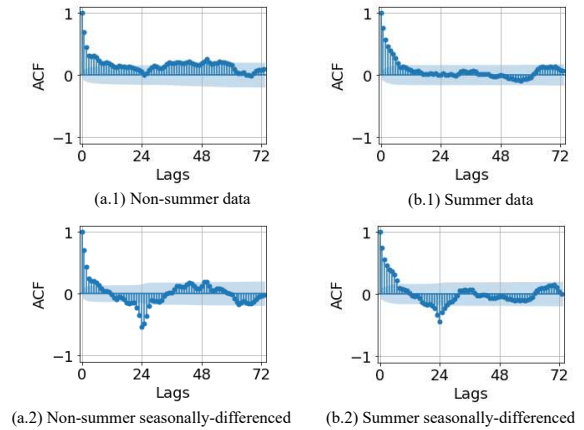 1
0
−1
ACF
0
24
48
72
Lags
(a.1) Non-summer data
1
0
−1
ACF
0
24
48
72
Lags
(b.1) Summer data
1
0
−1
ACF
0
24
48
72
Lags
(a.2) Non-summer seasonally-differenced
1
0
−1
ACF
0
24
48
72
Lags
(b.2) Summer seasonally-differenced